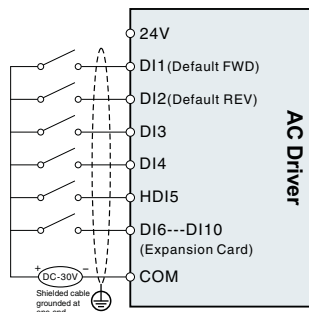 24V
DI1(Default FWD)
DI2(Default REV)
DI3
DI4
HDI5
DI6---DI10
(Expansion Card)
COM
AC Driver
+ DC-30V −
Shielded cable
grounded at
one end